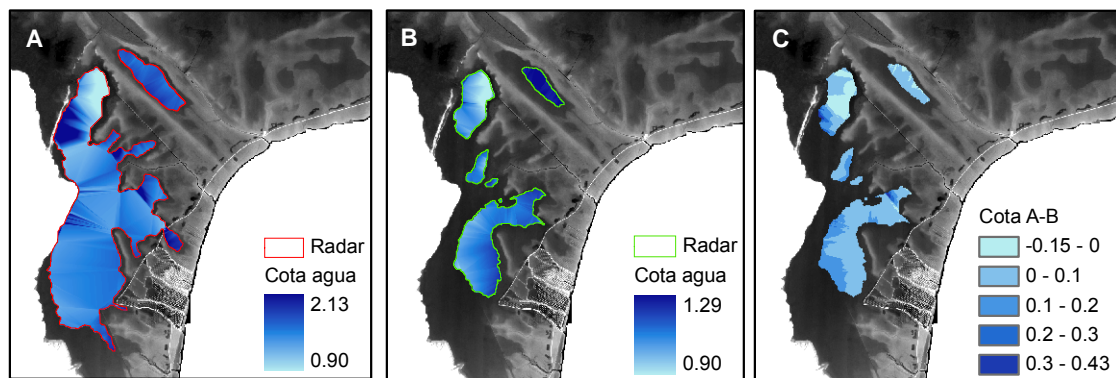 A
Radar
Cota agua
2.13
0.90
B
Radar
Cota agua
1.29
0.90
C
Cota A-B
-0.15 - 0
0 - 0.1
0.1 - 0.2
0.2 - 0.3
0.3 - 0.43